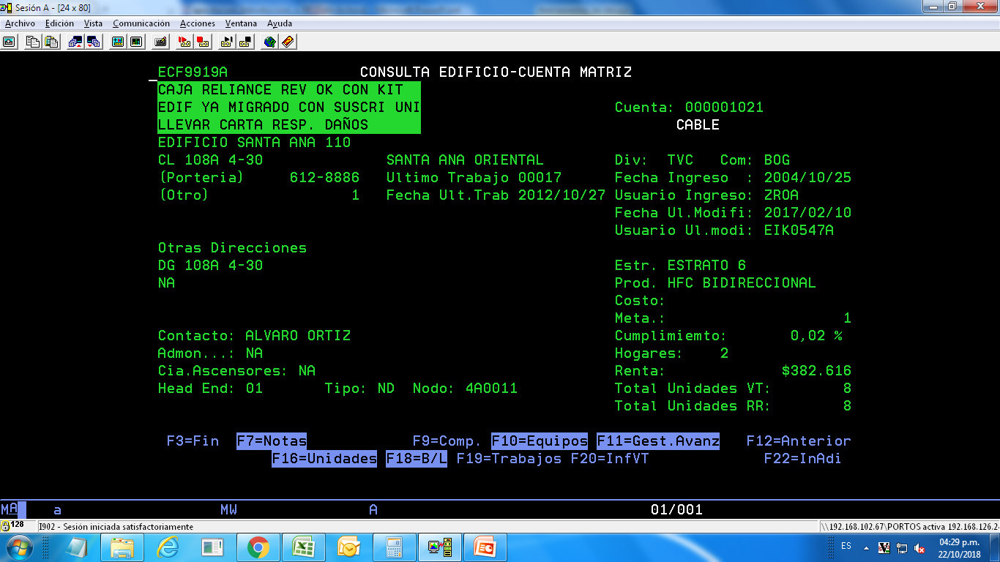 Sesión A - [24 x 80]
Archivo Edición Vista Comunicación Acciones Ventana Ayuda
_ECF9919A CONSULTA EDIFICIO-CUENTA MATRIZ
CAJA RELIANCE REV OK CON KIT
EDIF YA MIGRADO CON SUSCRI UNI Cuenta: 000001021
LLEVAR CARTA RESP. DAÑOS CABLE
EDIFICIO SANTA ANA 110
CL 108A 4-30 SANTA ANA ORIENTAL Div: TVC Com: BOG
(Porteria) 612-8886 Ultimo Trabajo 00017 Fecha Ingreso : 2004/10/25
(Otro) 1 Fecha Ult.Trab 2012/10/27 Usuario Ingreso: ZROA
Fecha Ul.Modifi: 2017/02/10
Usuario Ul.modi: EIK0547A
Otras Direcciones
DG 108A 4-30 Estr. ESTRATO 6
NA Prod. HFC BIDIRECCIONAL
Costo:
Meta.: 1
Contacto: ALVARO ORTIZ Cumplimiemto: 0,02 %
Admon...: NA Hogares: 2
Cia.Ascensores: NA Renta: $382.616
Head End: 01 Tipo: ND Nodo: 4A0011 Total Unidades VT: 8
Total Unidades RR: 8
F3=Fin F7=Notas F9=Comp. F10=Equipos F11=Gest.Avanz F12=Anterior
F16=Unidades F18=B/L F19=Trabajos F20=InfVT F22=InAdi
MA a MW A 01/001
128 I902 - Sesión iniciada satisfactoriamente \\192.168.102.67\PORTOS activa 192.168.126.2
ES 04:29 p.m.
22/10/2018